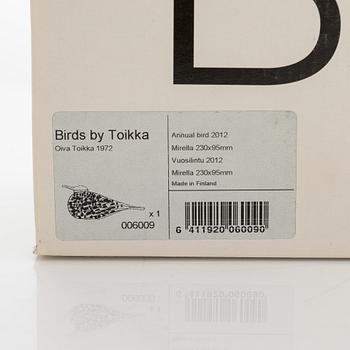 B
Birds by Toikka
Oiva Toikka 1972
x 1
006009
Annual bird 2012
Mirella 230x95mm
Vuosilintu 2012
Mirella 230x95mm
Made in Finland
6 411920 060090